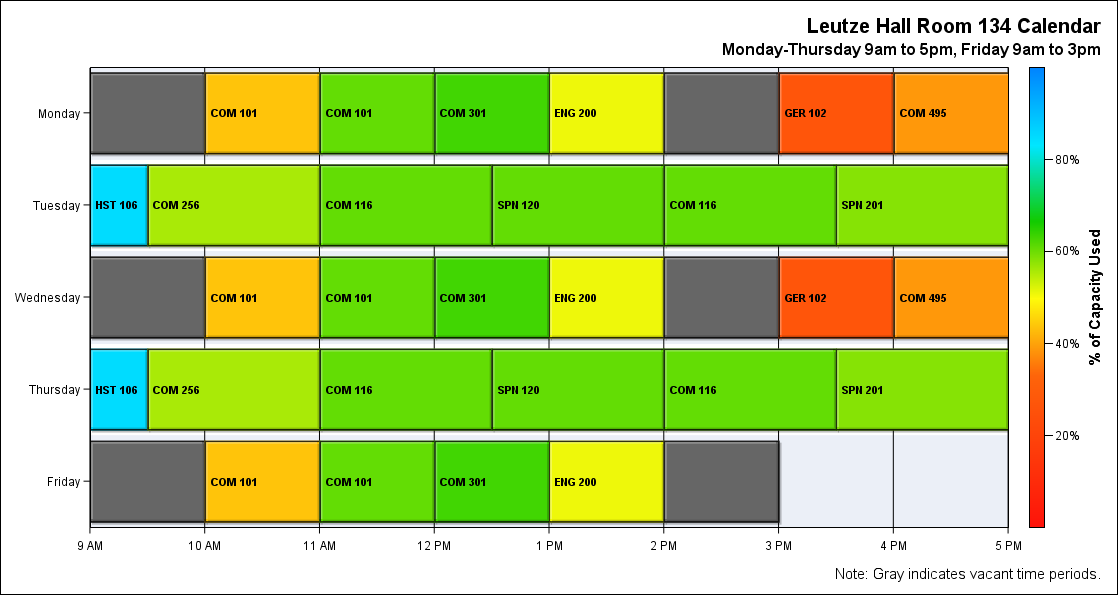 Leutze Hall Room 134 Calendar
Monday-Thursday 9am to 5pm, Friday 9am to 3pm
Monday
COM 101
COM 101
COM 301
ENG 200
GER 102
COM 495
Tuesday
HST 106
COM 256
COM 116
SPN 120
COM 116
SPN 201
Wednesday
COM 101
COM 101
COM 301
ENG 200
GER 102
COM 495
Thursday
HST 106
COM 256
COM 116
SPN 120
COM 116
SPN 201
Friday
COM 101
COM 101
COM 301
ENG 200
9 AM
10 AM
11 AM
12 PM
1 PM
2 PM
3 PM
4 PM
5 PM
80%
60%
40%
20%
% of Capacity Used
Note: Gray indicates vacant time periods.